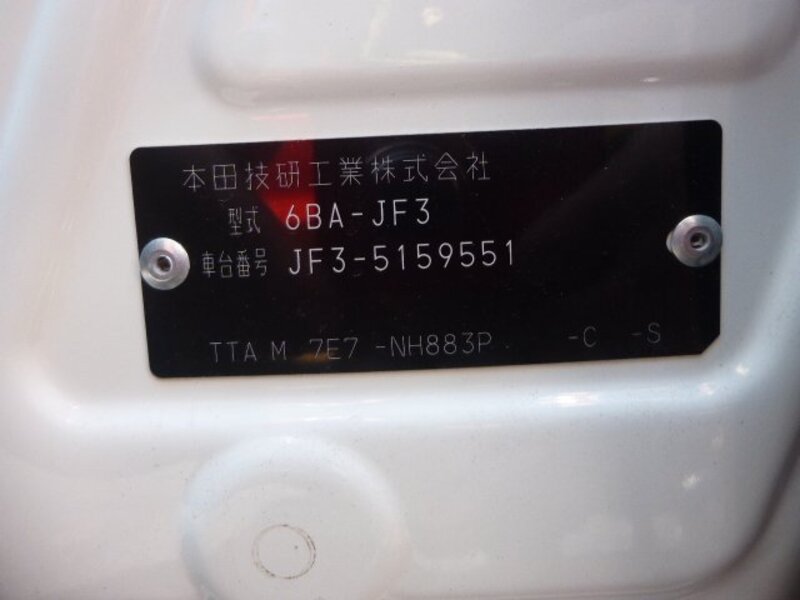 本田技研工業株式会社
型式 6BA-JF3
車台番号 JF3-5159551
TTA M 7E7 -NH883P -C -S